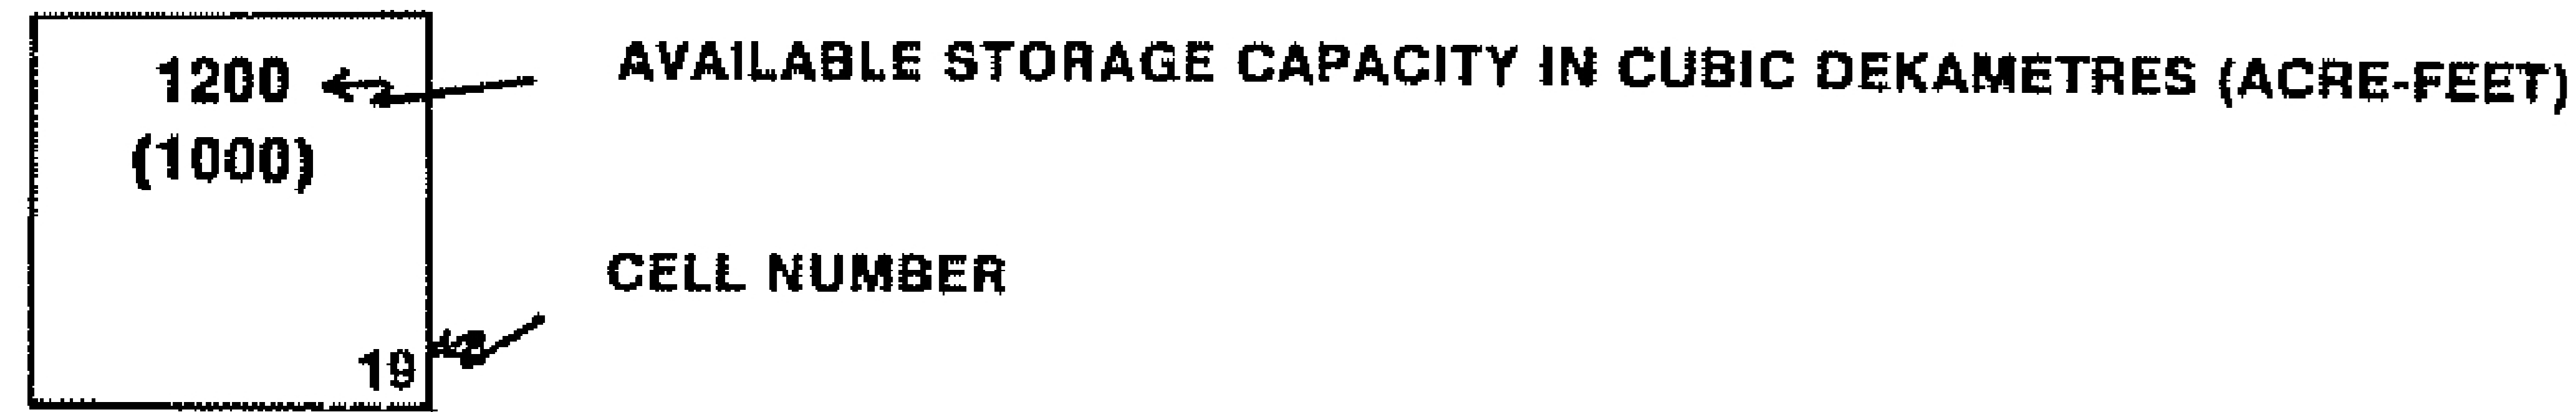 1200
(1000)
AVAILABLE STORAGE CAPACITY IN CUBIC DEKAMETRES (ACRE-FEET)
CELL NUMBER
19